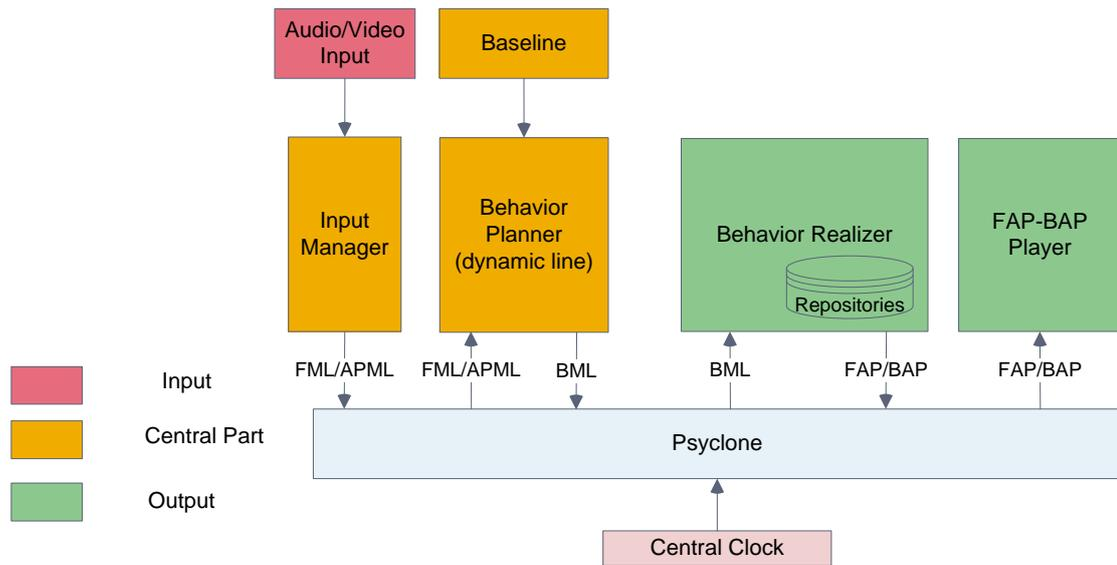 Audio/Video
Input
Baseline
Input
Manager
Behavior
Planner
(dynamic line)
Behavior Realizer
Repositories
FAP-BAP
Player
FML/APML
FML/APML
BML
BML
FAP/BAP
FAP/BAP
Input
Central Part
Output
Psyclone
Central Clock